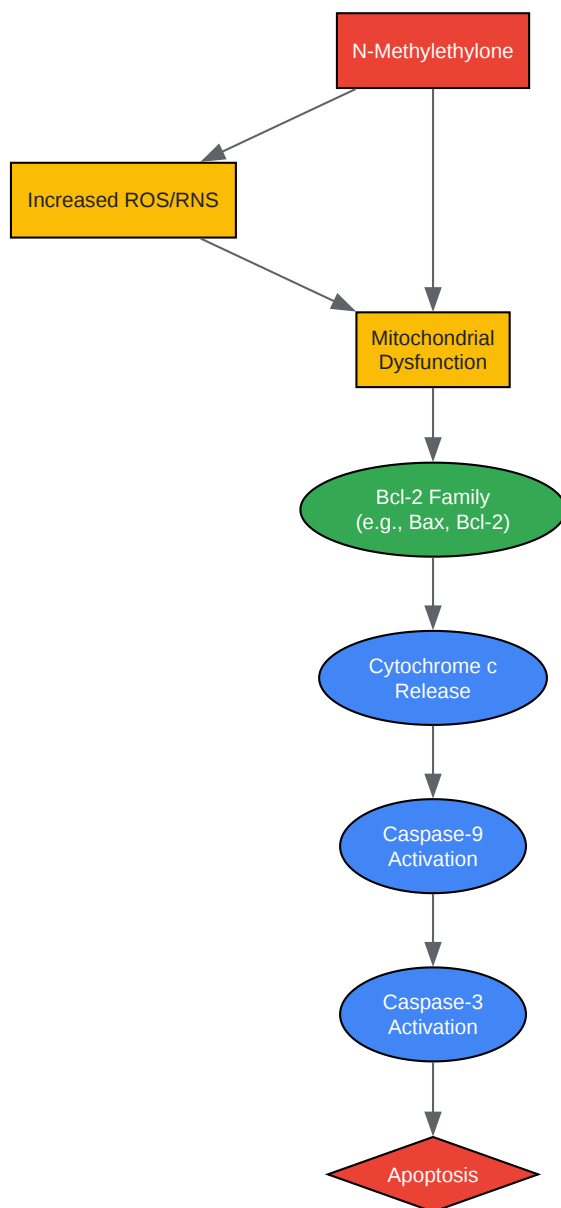 N-Methylethylone
Increased ROS/RNS
Mitochondrial
Dysfunction
Bcl-2 Family
(e.g., Bax, Bcl-2)
Cytochrome c
Release
Caspase-9
Activation
Caspase-3
Activation
Apoptosis